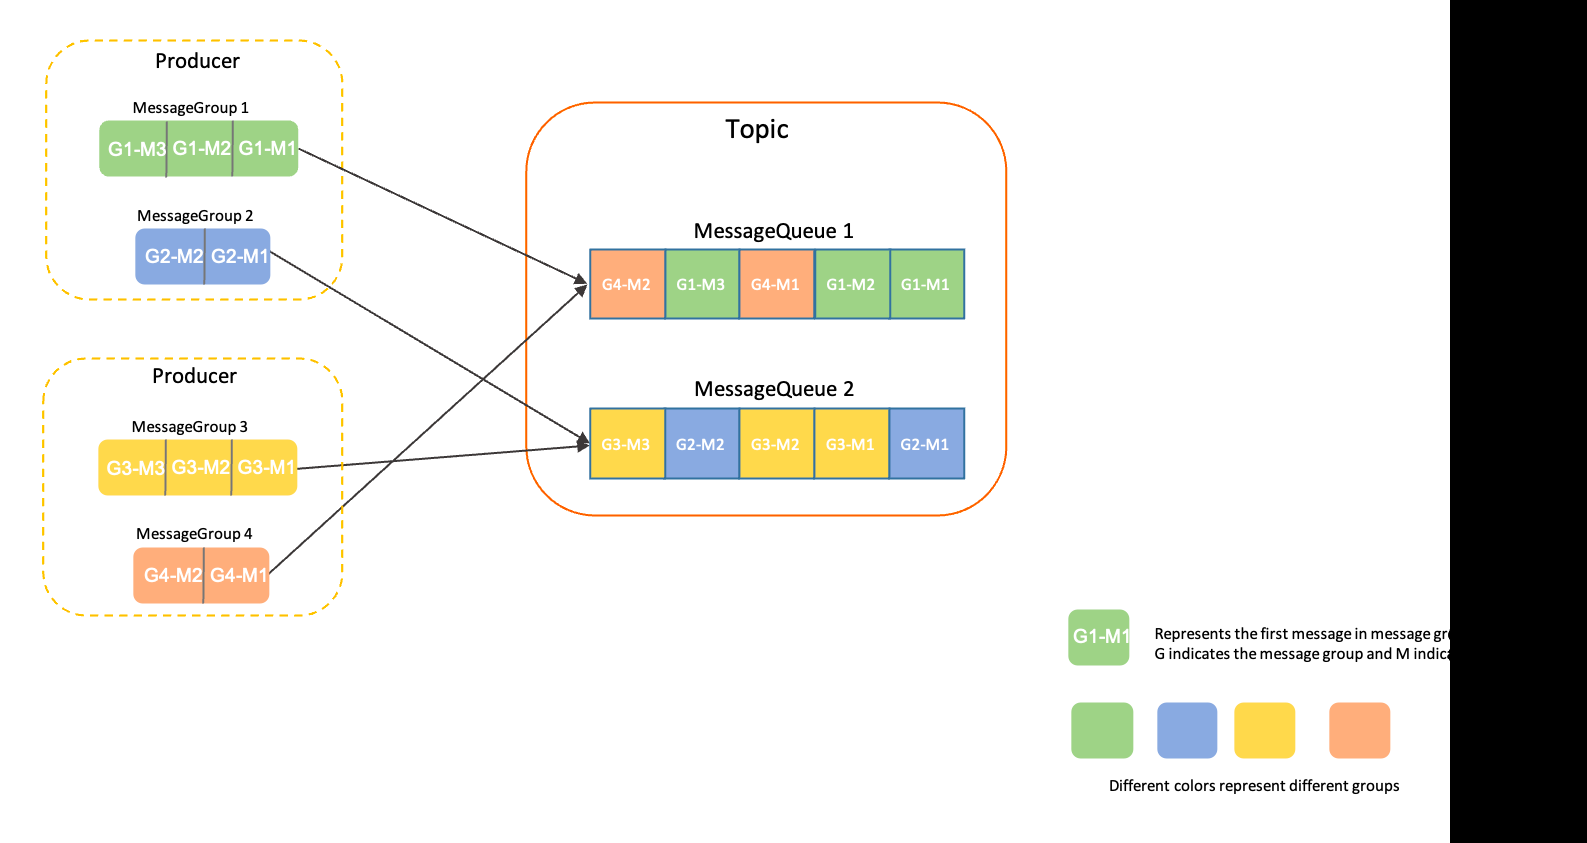 Producer
MessageGroup 1
G1-M3 G1-M2 G1-M1
MessageGroup 2
G2-M2 G2-M1
Producer
MessageGroup 3
G3-M3 G3-M2 G3-M1
MessageGroup 4
G4-M2 G4-M1
Topic
MessageQueue 1
G4-M2 G1-M3 G4-M1 G1-M2 G1-M1
MessageQueue 2
G3-M3 G2-M2 G3-M2 G3-M1 G2-M1
G1-M1
Represents the first message in message
G indicates the message group and M
Different colors represent different groups